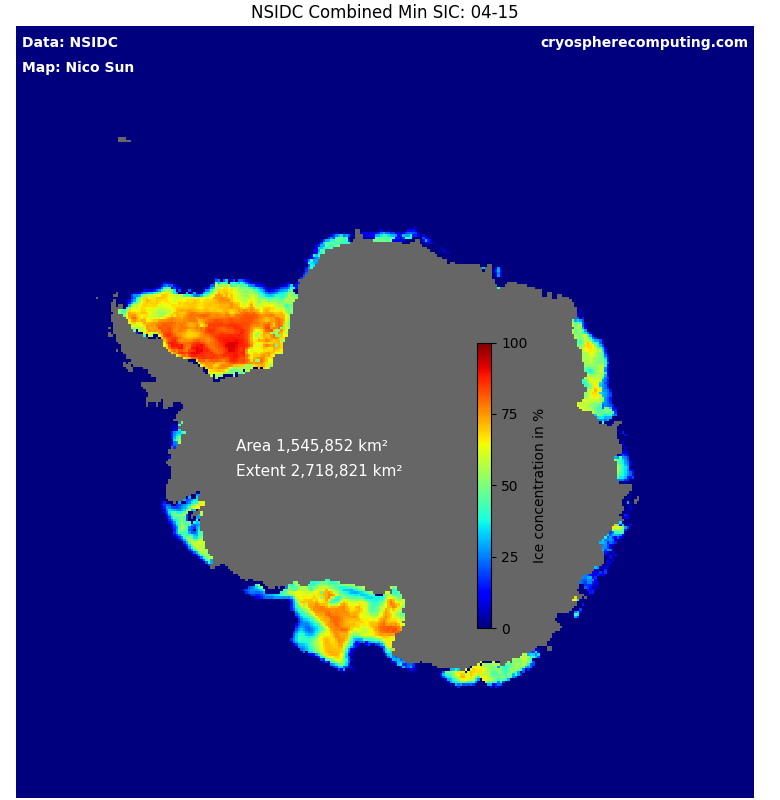 NSIDC Combined Min SIC: 04-15
Data: NSIDC
cryospherecomputing.com
Map: Nico Sun
100
75
50
25
0
Ice concentration in %
Area 1,545,852 km²
Extent 2,718,821 km²